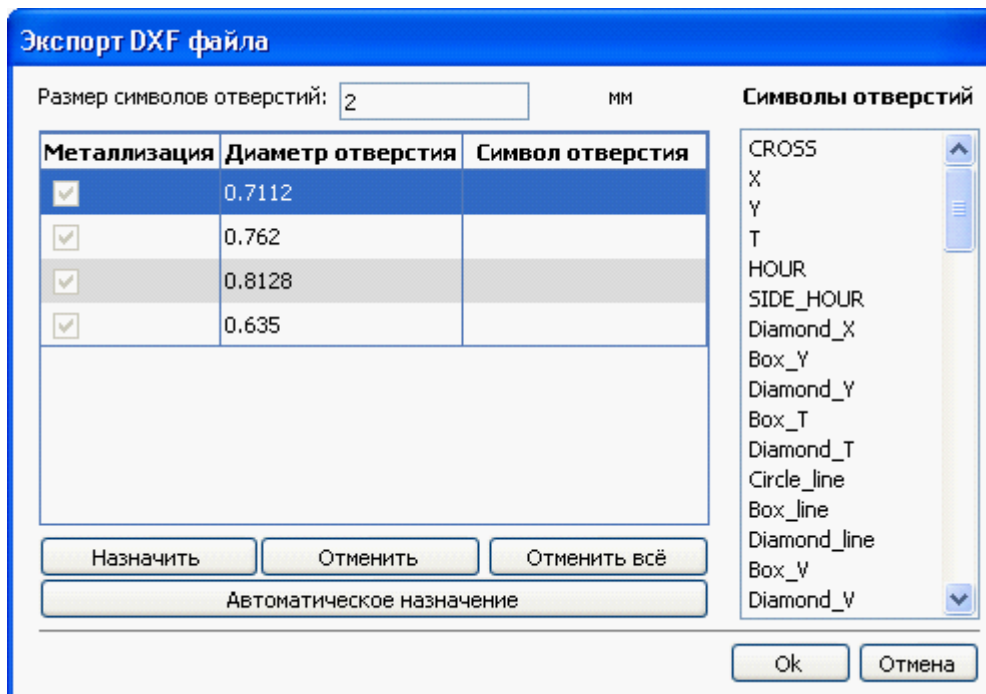 Экспорт DXF файла
Размер символов отверстий: 2 мм
Металлизация Диаметр отверстия Символ отверстия
0.7112
0.762
0.8128
0.635
Назначить Отменить Отменить всё
Автоматическое назначение
Символы отверстий
CROSS
X
Y
T
HOUR
SIDE_HOUR
Diamond_X
Box_Y
Diamond_Y
Box_T
Diamond_T
Circle_line
Box_line
Diamond_line
Box_V
Diamond_V
Ok Отмена